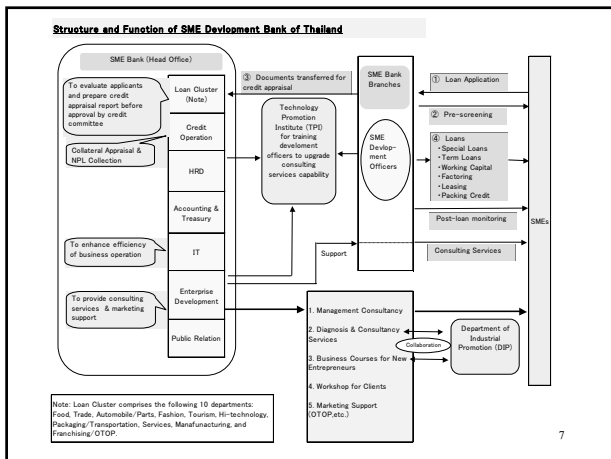 Structure and Function of SME Devlopment Bank of Thailand
SME Bank (Head Office)
To evaluate applicants
and prepare credit
appraisal report before
approval by credit
committee
Collateral Appraisal &
NPL Collection
To enhance efficiency
of business operation
To provide consulting
services & marketing
support
Loan Cluster
(Note)
Credit
Operation
HRD
Accounting &
Treasury
IT
Enterprise
Development
Public Relation
③ Documents transferred for
credit appraisal
Technology
Promotion
Institute (TPI)
for training
develoment
officers to upgrade
consulting
services capability
Support
SME Bank
Branches
SME
Devlop-
ment
Officers
① Loan Application
② Pre-screening
④ Loans
・Special Loans
・Term Loans
・Working Capital
・Factoring
・Leasing
・Packing Credit
Post-loan monitoring
Consulting Services
SMEs
1. Management Consultancy
2. Diagnosis & Consultancy
Services
3. Business Courses for New
Entrepreneurs
4. Workshop for Clients
5. Marketing Support
(OTOP,etc.)
Collaboration
Department of
Industrial
Promotion (DIP)
Note: Loan Cluster comprises the following 10 departments:
Food, Trade, Automobile/Parts, Fashion, Tourism, Hi-technology,
Packaging/Transportation, Services, Manafunacturing, and
Franchising/OTOP.
7